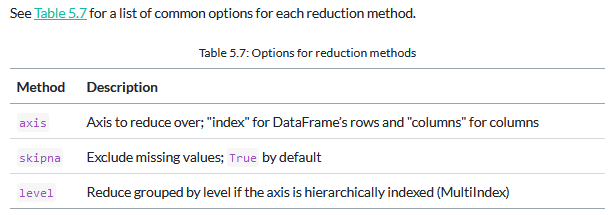 See Table 5.7 for a list of common options for each reduction method.
Table 5.7: Options for reduction methods
Method Description
axis Axis to reduce over; "index" for DataFrame's rows and "columns" for columns
skipna Exclude missing values; True by default
level Reduce grouped by level if the axis is hierarchically indexed (MultiIndex)